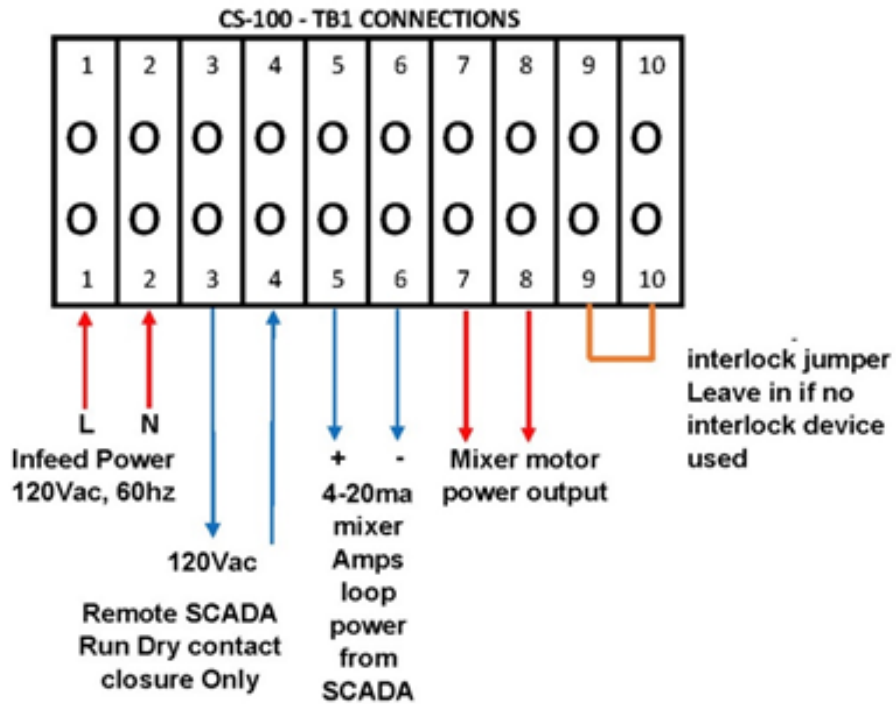 CS-100 - TB1 CONNECTIONS
1 2 3 4 5 6 7 8 9 10
O O O O O O O O O O
O O O O O O O O O O
1 2 3 4 5 6 7 8 9 10
L N
Infeed Power
120Vac, 60hz
120Vac
Remote SCADA
Run Dry contact
closure Only
+ -
4-20ma
mixer
Amps
loop
power
from
SCADA
Mixer motor
power output
interlock jumper
Leave in if no
interlock device
used